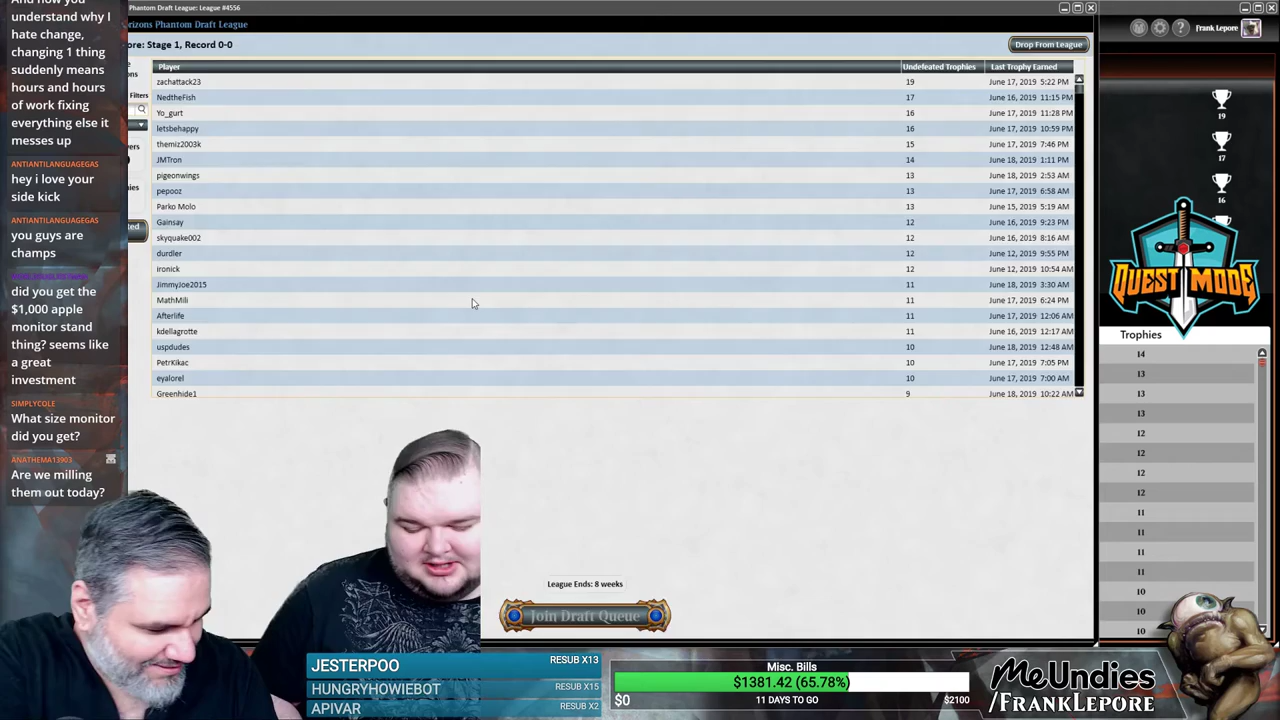 And now you
understand why I
hate change,
changing 1 thing
suddenly means
hours and hours
of work fixing
everything else it
messes up
ANTIANTILANGUAGEGAS
hey i love your
side kick
ANTIANTILANGUAGEGAS
you guys are
champs
did you get the
$1,000 apple
monitor stand
thing? seems like
a great
investment
SIMPLYCOLE
What size monitor
did you get?
ANATHEMA13903
Are we milling
them out today?
Phantom Draft League: League #4556
orizons Phantom Draft League
ore: Stage 1, Record 0-0
Drop From League
Filters
Player Undefeated Trophies Last Trophy Earned
zachattack23 19 June 17, 2019 5:22 PM
NedtheFish 17 June 16, 2019 11:15 PM
Yo_gurt 16 June 17, 2019 11:28 PM
letsbehappy 16 June 17, 2019 10:59 PM
themiz2003k 15 June 17, 2019 7:46 PM
JMTron 14 June 18, 2019 1:11 PM
pigeonwings 13 June 18, 2019 2:53 AM
pepooz 13 June 17, 2019 6:58 AM
Parko Molo 13 June 15, 2019 5:19 AM
Gainsay 12 June 16, 2019 9:23 PM
skyquake002 12 June 16, 2019 8:16 AM
durdler 12 June 12, 2019 9:55 PM
ironick 12 June 12, 2019 10:54 AM
JimmyJoe2015 11 June 18, 2019 3:30 AM
MathMili 11 June 17, 2019 6:24 PM
Afterlife 11 June 17, 2019 12:06 AM
kdellagrotte 11 June 16, 2019 12:17 AM
uspdudes 10 June 18, 2019 12:48 AM
PetrKikac 10 June 17, 2019 7:05 PM
eyalorel 10 June 17, 2019 7:00 AM
Greenhide1 9 June 18, 2019 10:22 AM
League Ends: 8 weeks
Join Draft Queue
Frank Lepore
19
17
16
QUEST MODE
Trophies
14
13
13
13
12
12
12
12
11
11
11
11
10
10
10
JESTERPOO RESUB X13
HUNGRYHOWIEBOT RESUB X15
APIVAR RESUB X2
Misc. Bills
$1381.42 (65.78%)
$0 11 DAYS TO GO $2100
MeUndies
/FRANKLEPORE